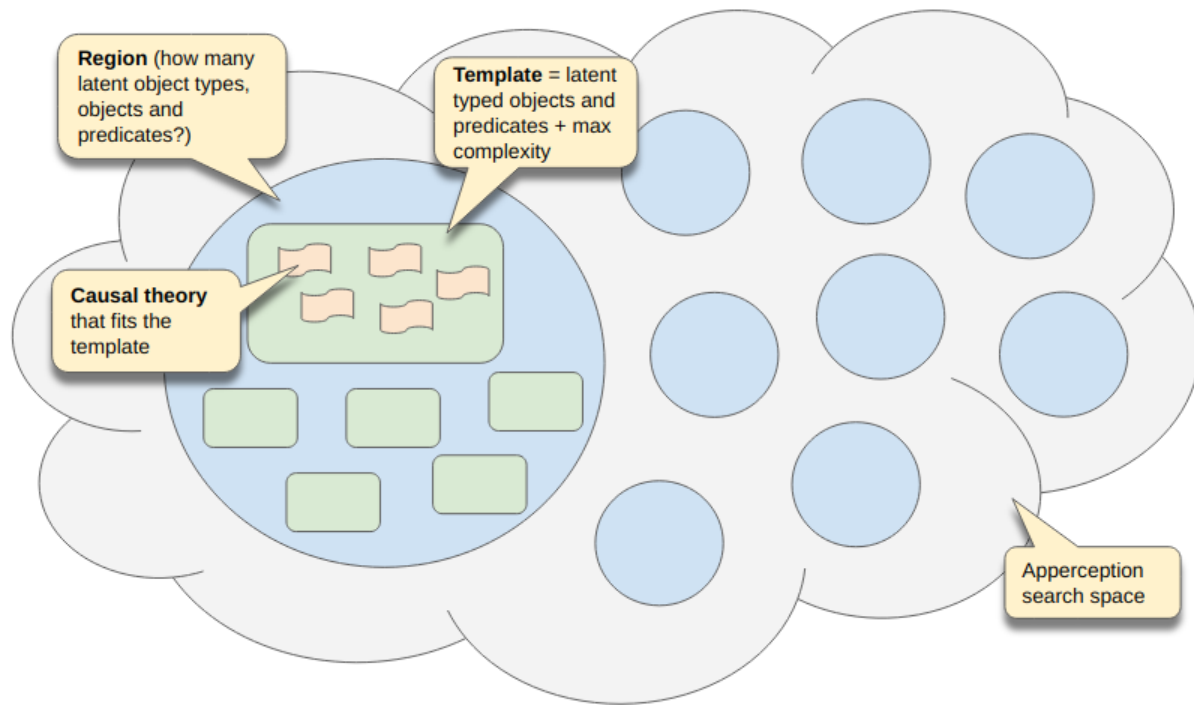 Region (how many
latent object types,
objects and
predicates?)
Template = latent
typed objects and
predicates + max
complexity
Causal theory
that fits the
template
Apperception
search space